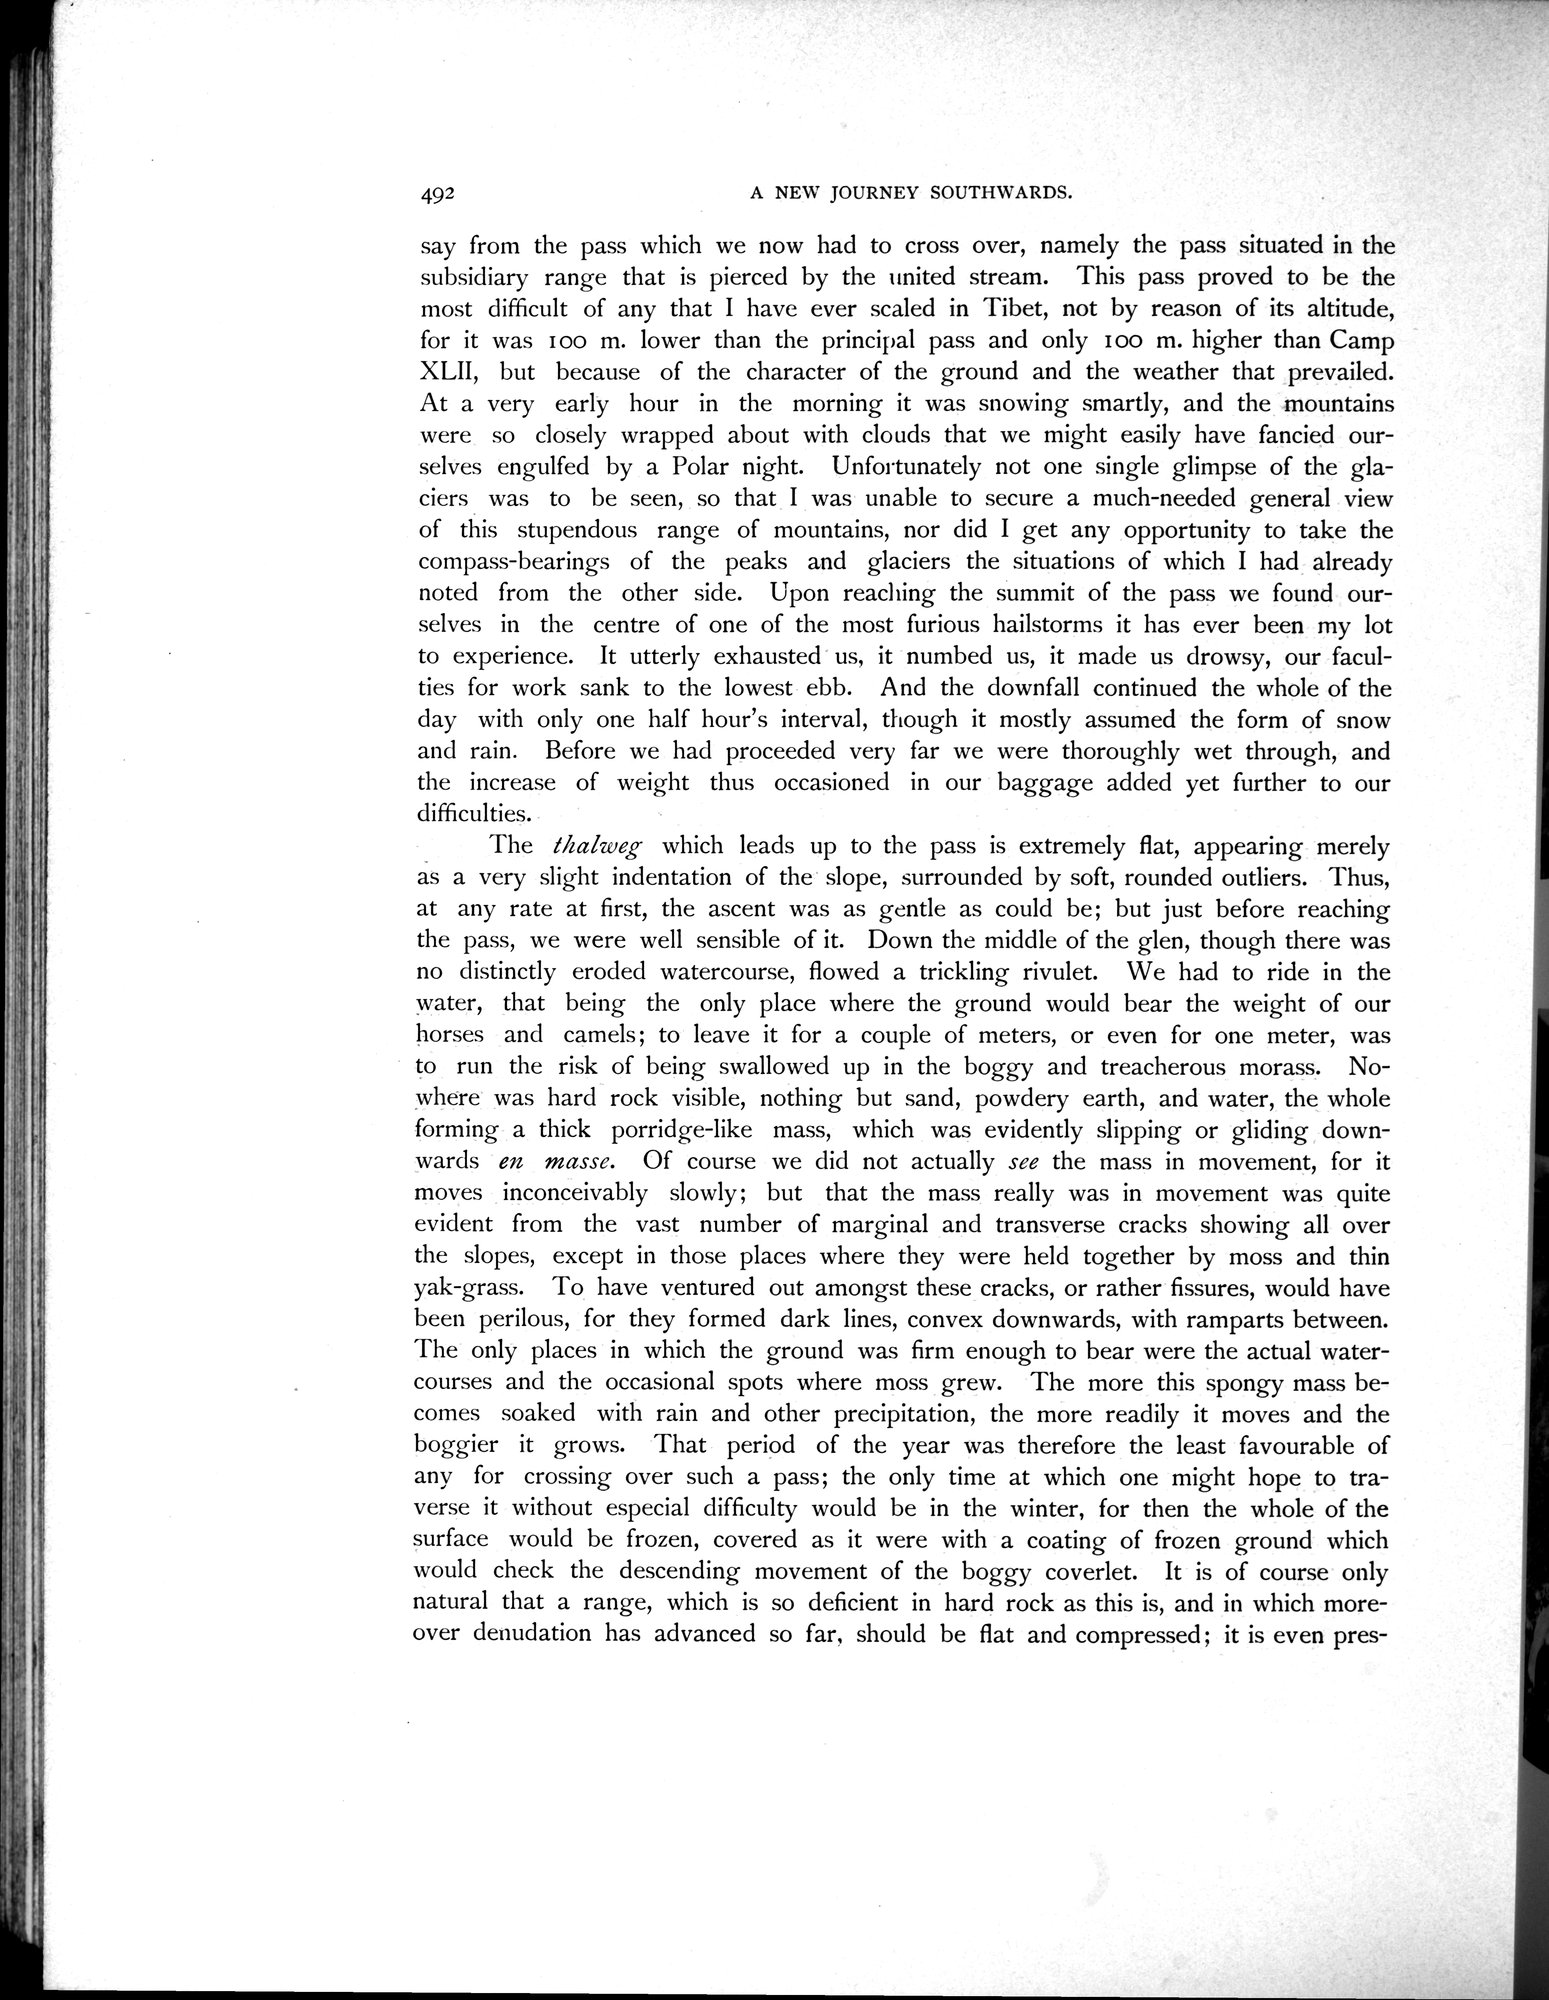 492 A NEW JOURNEY SOUTHWARDS.
say from the pass which we now had to cross over, namely the pass situated in the
subsidiary range that is pierced by the united stream. This pass proved to be the
most difficult of any that I have ever scaled in Tibet, not by reason of its altitude,
for it was 100 m. lower than the principal pass and only 100 m. higher than Camp
XLII, but because of the character of the ground and the weather that prevailed.
At a very early hour in the morning it was snowing smartly, and the mountains
were so closely wrapped about with clouds that we might easily have fancied our-
selves engulfed by a Polar night. Unfortunately not one single glimpse of the gla-
ciers was to be seen, so that I was unable to secure a much-needed general view
of this stupendous range of mountains, nor did I get any opportunity to take the
compass-bearings of the peaks and glaciers the situations of which I had already
noted from the other side. Upon reaching the summit of the pass we found our-
selves in the centre of one of the most furious hailstorms it has ever been my lot
to experience. It utterly exhausted us, it numbed us, it made us drowsy, our facul-
ties for work sank to the lowest ebb. And the downfall continued the whole of the
day with only one half hour's interval, though it mostly assumed the form of snow
and rain. Before we had proceeded very far we were thoroughly wet through, and
the increase of weight thus occasioned in our baggage added yet further to our
difficulties.
The thalweg which leads up to the pass is extremely flat, appearing merely
as a very slight indentation of the slope, surrounded by soft, rounded outliers. Thus,
at any rate at first, the ascent was as gentle as could be; but just before reaching
the pass, we were well sensible of it. Down the middle of the glen, though there was
no distinctly eroded watercourse, flowed a trickling rivulet. We had to ride in the
water, that being the only place where the ground would bear the weight of our
horses and camels; to leave it for a couple of meters, or even for one meter, was
to run the risk of being swallowed up in the boggy and treacherous morass. No-
where was hard rock visible, nothing but sand, powdery earth, and water, the whole
forming a thick porridge-like mass, which was evidently slipping or gliding down-
wards en masse. Of course we did not actually see the mass in movement, for it
moves inconceivably slowly; but that the mass really was in movement was quite
evident from the vast number of marginal and transverse cracks showing all over
the slopes, except in those places where they were held together by moss and thin
yak-grass. To have ventured out amongst these cracks, or rather fissures, would have
been perilous, for they formed dark lines, convex downwards, with ramparts between.
The only places in which the ground was firm enough to bear were the actual water-
courses and the occasional spots where moss grew. The more this spongy mass be-
comes soaked with rain and other precipitation, the more readily it moves and the
boggier it grows. That period of the year was therefore the least favourable of
any for crossing over such a pass; the only time at which one might hope to tra-
verse it without especial difficulty would be in the winter, for then the whole of the
surface would be frozen, covered as it were with a coating of frozen ground which
would check the descending movement of the boggy coverlet. It is of course only
natural that a range, which is so deficient in hard rock as this is, and in which more-
over denudation has advanced so far, should be flat and compressed; it is even pres-